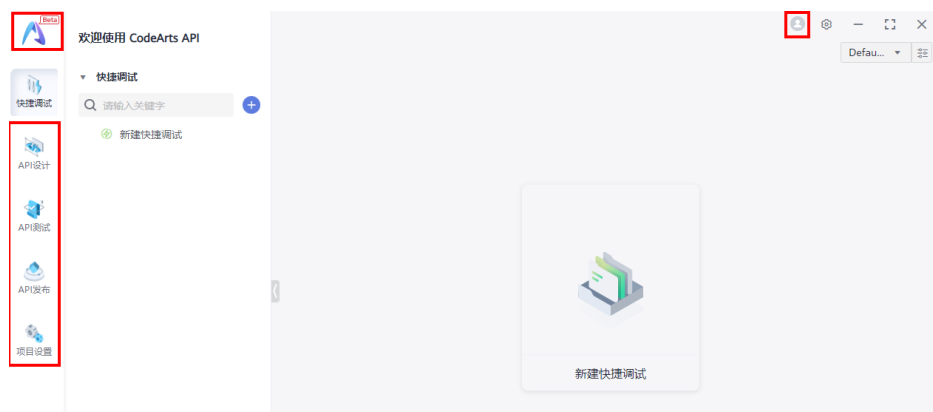 Beta
欢迎使用 CodeArts API
Defau...
快捷调试
快捷调试
请输入关键字
新建快捷调试
API设计
API测试
API发布
项目设置
新建快捷调试